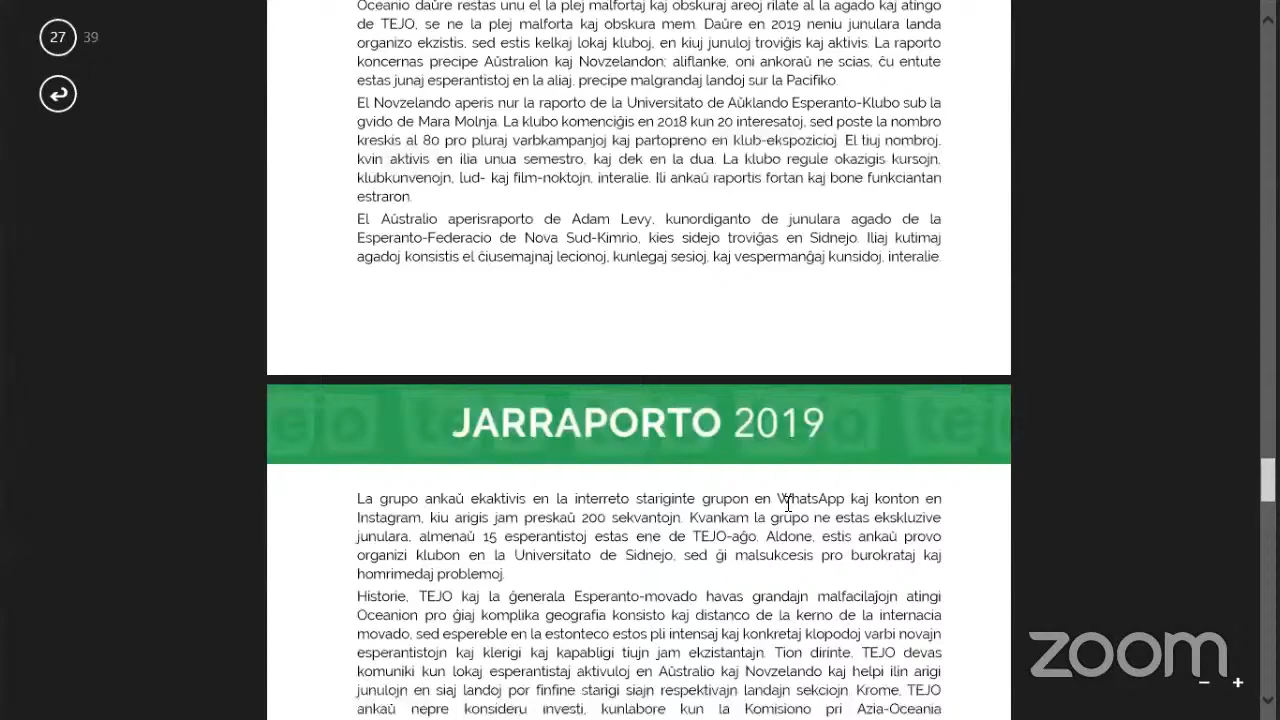 27 39
Oceanio daŭre restas unu el la plej malfortaj kaj obskuraj areoj rilate al la agado kaj atingo
de TEJO, se ne la plej malforta kaj obskura mem. Daŭre en 2019 neniu junulara landa
organizo ekzistis, sed estis kelkaj lokaj kluboj, en kiuj junuloj troviĝis kaj aktivis. La raporto
koncernas precipe Aŭstralion kaj Novzelandon; aliflanke, oni ankoraŭ ne scias, ĉu entute
estas junaj esperantistoj en la aliaj, precipe malgrandaj landoj sur la Pacifiko.
El Novzelando aperis nur la raporto de la Universitato de Aŭklando Esperanto-Klubo sub la
gvido de Mara Molnja. La klubo komenciĝis en 2018 kun 20 interesatoj, sed poste la nombro
kreskis al 80 pro pluraj varbkampanjoj kaj partopreno en klub-ekspozicioj. El tiuj nombroj,
kvin aktivis en ilia unua semestro, kaj dek en la dua. La klubo regule okazigis kursojn,
klubkunvenojn, lud- kaj film-noktojn, interalie. Ili ankaŭ raportis fortan kaj bone funkciantan
estraron.
El Aŭstralio aperisraporto de Adam Levy, kunordiganto de junulara agado de la
Esperanto-Federacio de Nova Sud-Kimrio, kies sidejo troviĝas en Sidnejo. Iliaj kutimaj
agadoj konsistis el ĉiusemajnaj lecionoj, kunlegaj sesioj, kaj vespermanĝaj kunsidoj, interalie.
JARRAPORTO 2019
La grupo ankaŭ ekaktivis en la interreto stariginte grupon en WhatsApp kaj konton en
Instagram, kiu arigis jam preskaŭ 200 sekvantojn. Kvankam la grupo ne estas ekskluzive
junulara, almenaŭ 15 esperantistoj estas ene de TEJO-aĝo. Aldone, estis ankaŭ provo
organizi klubon en la Universitato de Sidnejo, sed ĝi malsukcesis pro burokrataj kaj
homrimedaj problemoj.
Historie, TEJO kaj la ĝenerala Esperanto-movado havas grandajn malfacilaĵojn atingi
Oceanion pro ĝiaj komplika geografia konsisto kaj distanco de la kerno de la internacia
movado, sed espereble en la estonteco estos pli intensaj kaj konkretaj klopodoj varbi novajn
esperantistojn kaj klerigi kaj kapabligi tiujn jam ekzistantajn. Tion dirinte, TEJO devas
komuniki kun lokaj esperantistaj aktivuloj en Aŭstralio kaj Novzelando kaj helpi ilin arigi
junulojn en siaj landoj por finfine starigi siajn respektivajn landajn sekciojn. Krome, TEJO
ankaŭ nepre konsideru investi, kunlabore kun la Komisiono pri Azia-Oceania
zoom